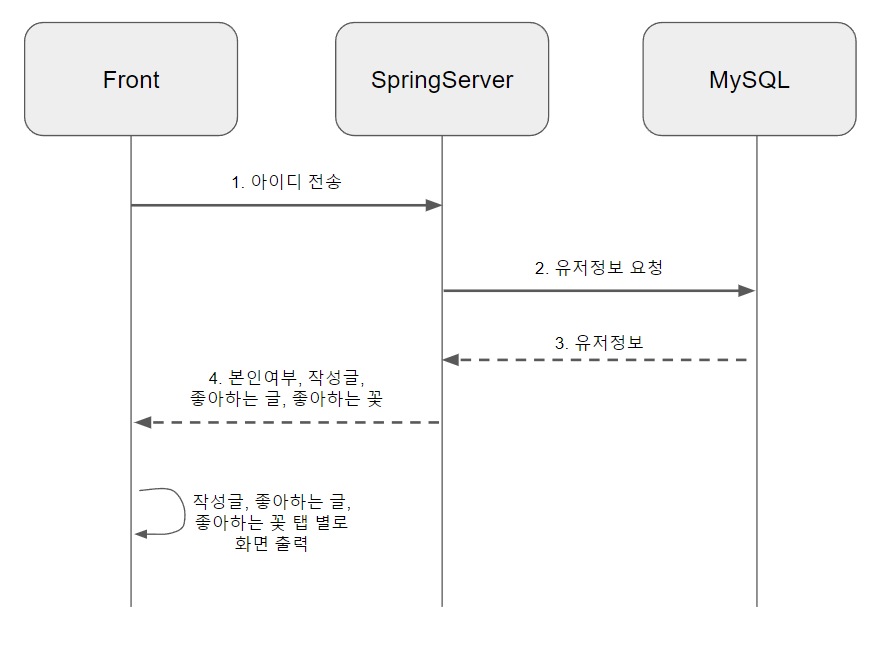 Front
SpringServer
MySQL
1. 아이디 전송
2. 유저정보 요청
3. 유저정보
4. 본인여부, 작성글,
좋아하는 글, 좋아하는 꽃
작성글, 좋아하는 글,
좋아하는 꽃 탭 별로
화면 출력